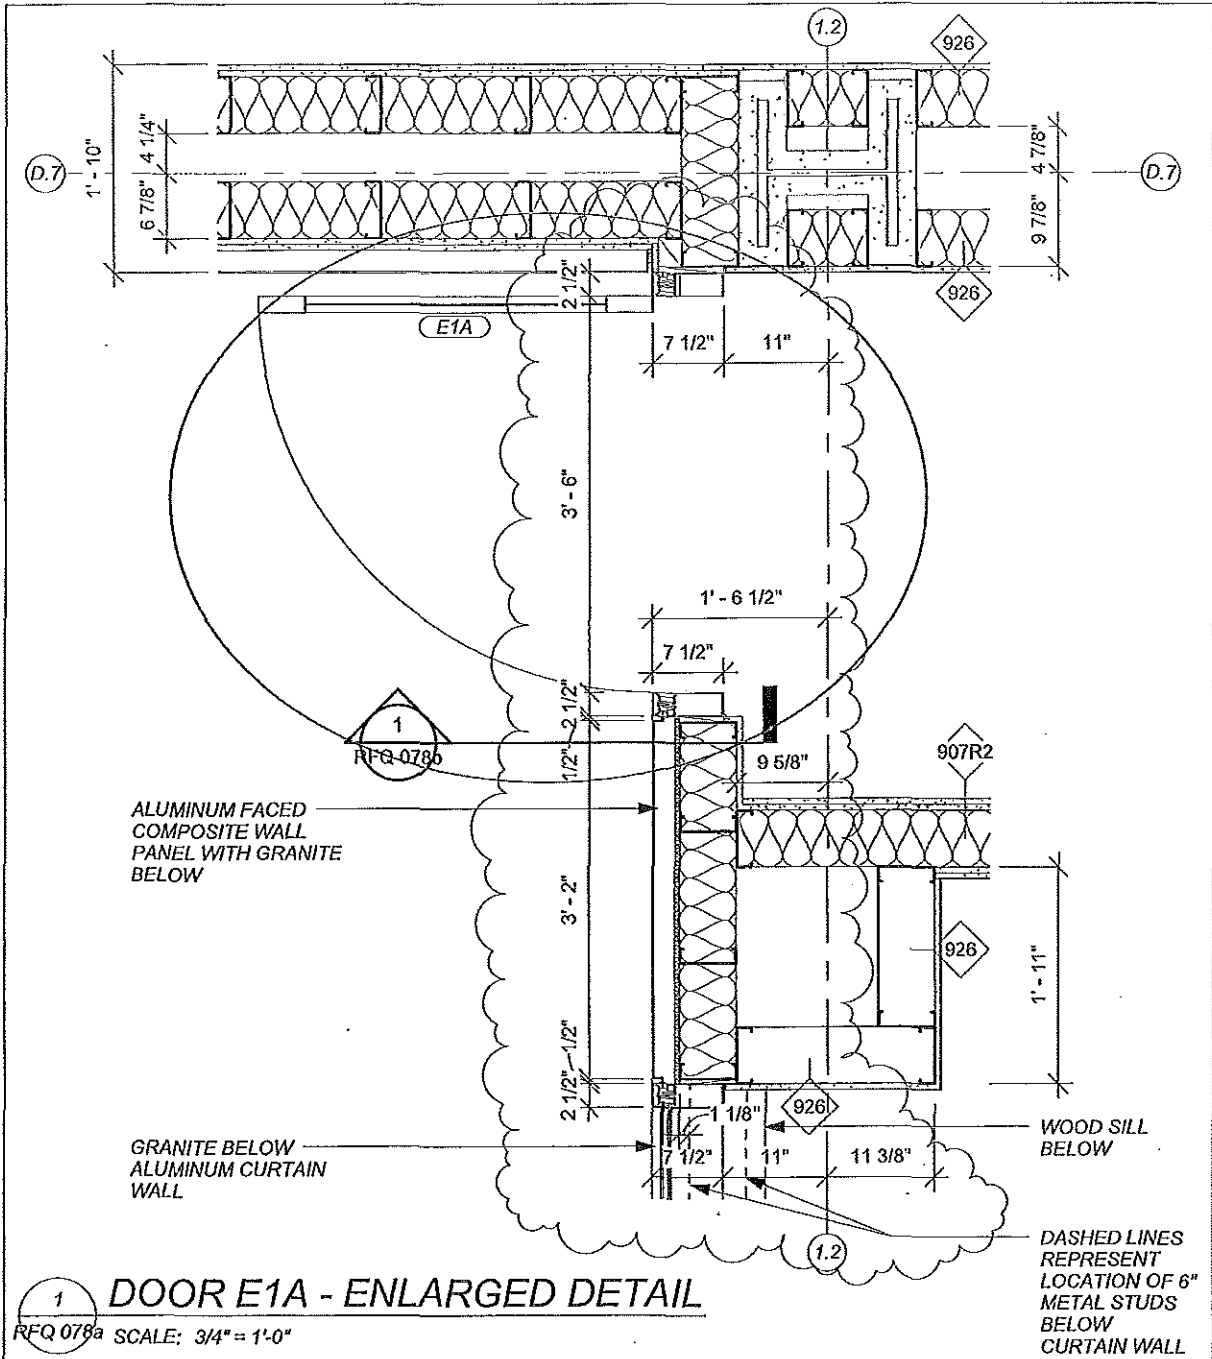 1.2
926
D.7
1' - 10"
4 1/4"
6 7/8"
4 7/8"
9 7/8"
D.7
926
2 1/2"
E1A
7 1/2"
11"
3' - 6"
1' - 6 1/2"
7 1/2"
2 1/2"
1/2"
1
RFQ 078b
9 5/8"
907R2
ALUMINUM FACED
COMPOSITE WALL
PANEL WITH GRANITE
BELOW
3' - 2"
926
1' - 11"
1/2"
2 1/2"
1 1/8"
926
GRANITE BELOW
ALUMINUM CURTAIN
WALL
7 1/2"
11"
11 3/8"
WOOD SILL
BELOW
1.2
DASHED LINES
REPRESENT
LOCATION OF 6"
METAL STUDS
BELOW
CURTAIN WALL
1
RFQ 078a
DOOR E1A - ENLARGED DETAIL
SCALE: 3/4" = 1'-0"